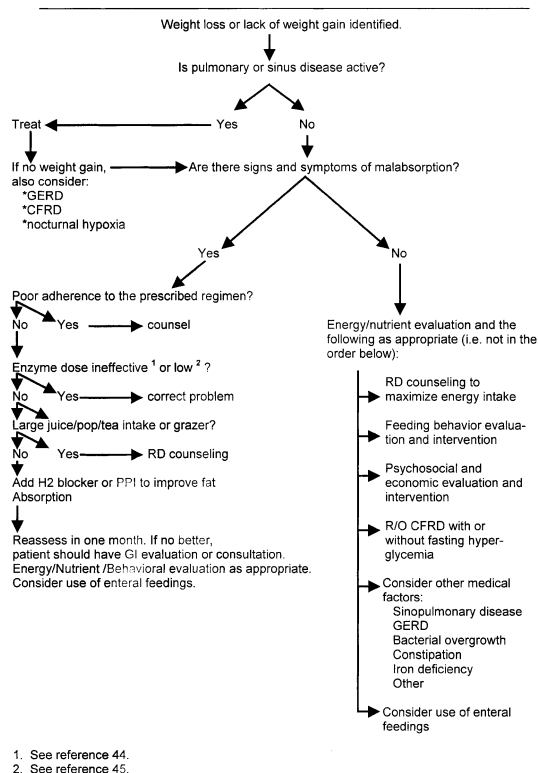 Weight loss or lack of weight gain identified.
Is pulmonary or sinus disease active?
Treat
Yes
No
If no weight gain,
also consider:
*GERD
*CFRD
*nocturnal hypoxia
Are there signs and symptoms of malabsorption?
Yes
No
Poor adherence to the prescribed regimen?
No
Yes
counsel
Enzyme dose ineffective 1 or low 2 ?
No
Yes
correct problem
Large juice/pop/tea intake or grazer?
No
Yes
RD counseling
Add H2 blocker or PPI to improve fat
Absorption
Reassess in one month. If no better,
patient should have GI evaluation or consultation.
Energy/Nutrient /Behavioral evaluation as appropriate.
Consider use of enteral feedings.
Energy/nutrient evaluation and the
following as appropriate (i.e. not in the
order below):
RD counseling to
maximize energy intake
Feeding behavior evalua-
tion and intervention
Psychosocial and
economic evaluation and
intervention
R/O CFRD with or
without fasting hyper-
glycemia
Consider other medical
factors:
Sinopulmonary disease
GERD
Bacterial overgrowth
Constipation
Iron deficiency
Other
Consider use of enteral
feedings
1. See reference 44.
2. See reference 45.